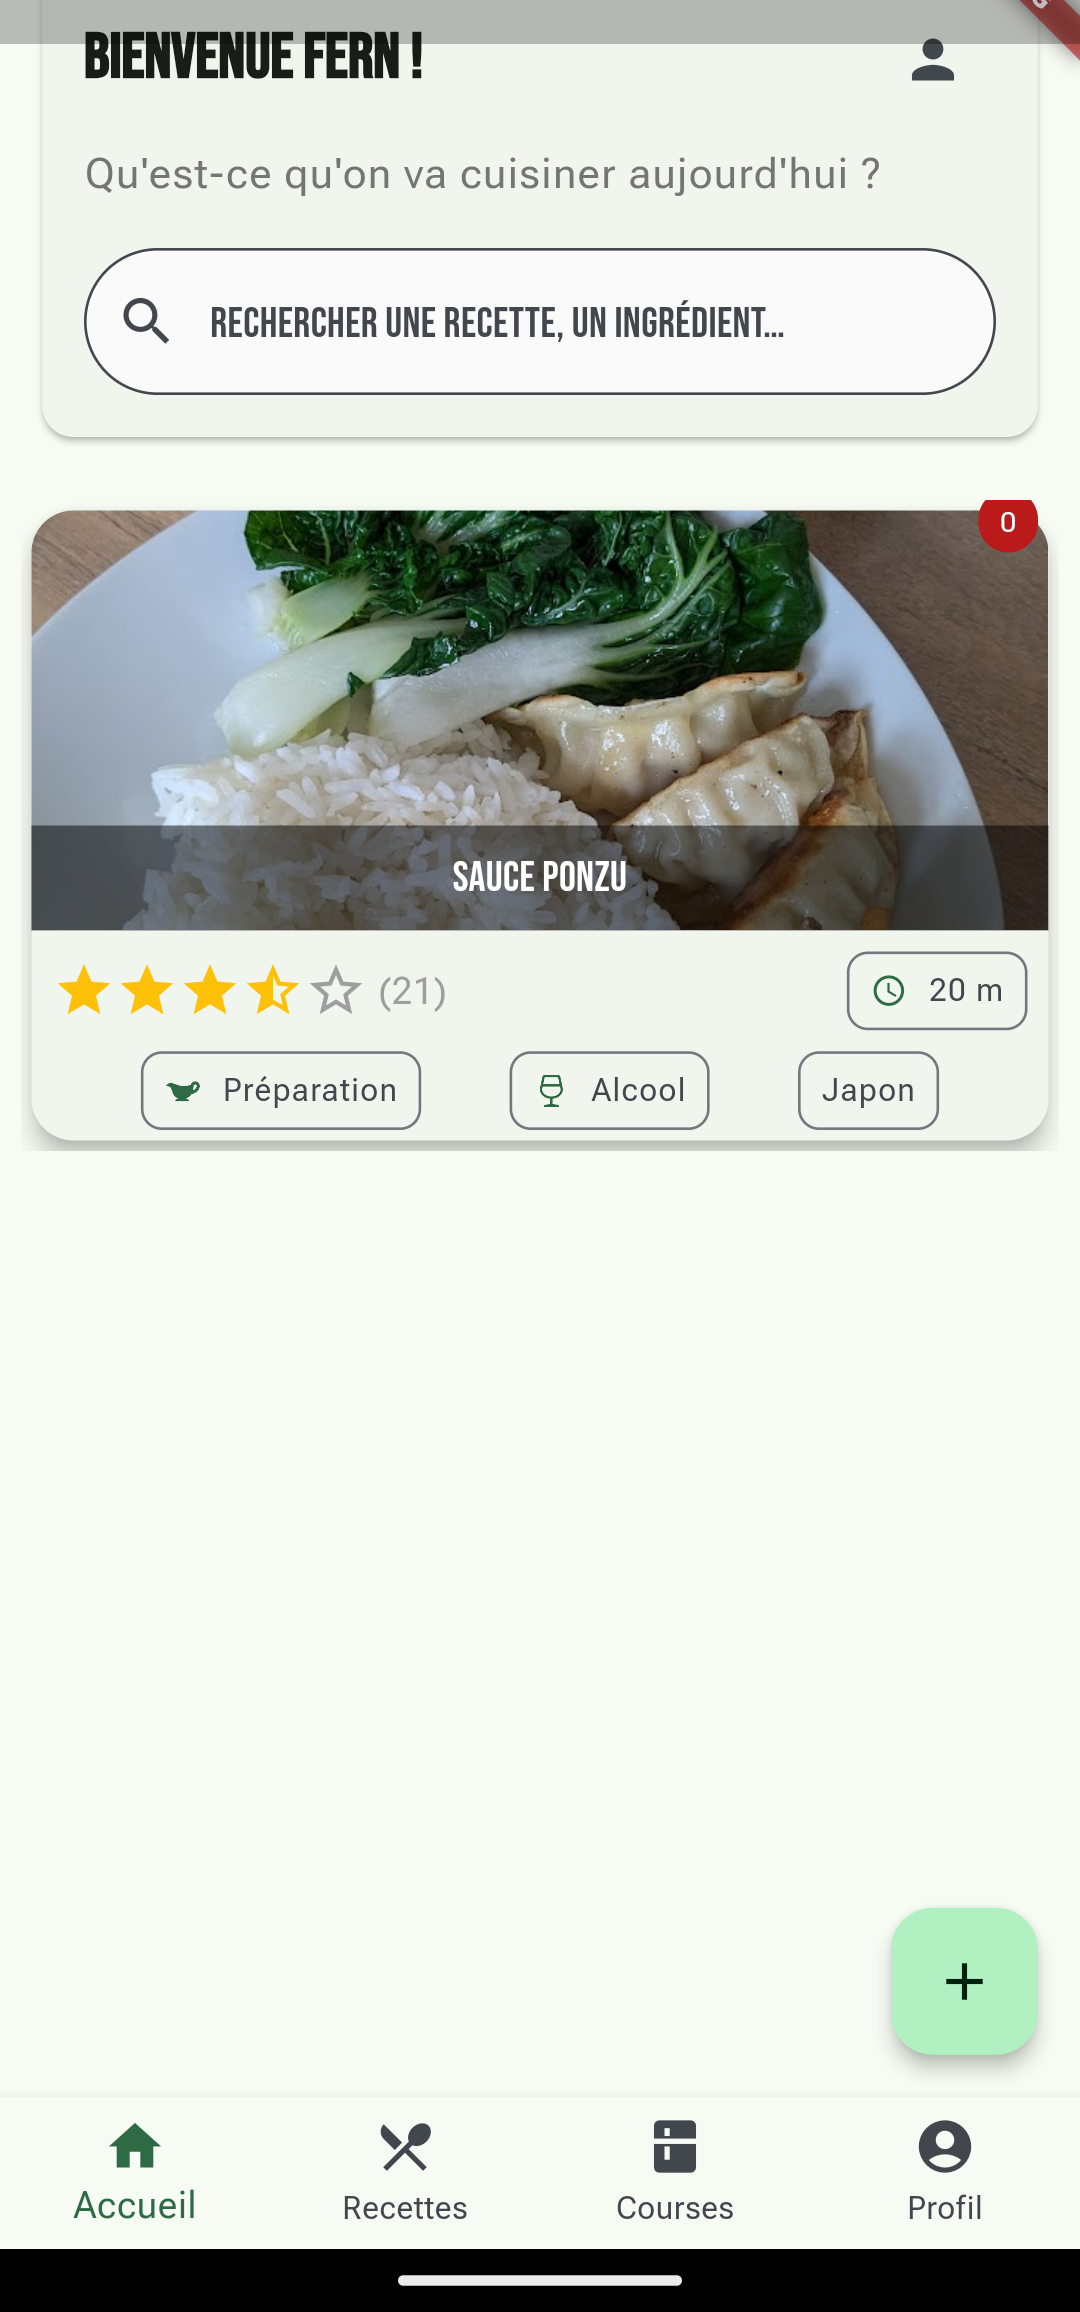 BIENVENUE FERN !
Qu'est-ce qu'on va cuisiner aujourd'hui ?
RECHERCHER UNE RECETTE, UN INGRÉDIENT...
0
SAUCE PONZU
(21)
20 m
Préparation
Alcool
Japon
Accueil
Recettes
Courses
Profil